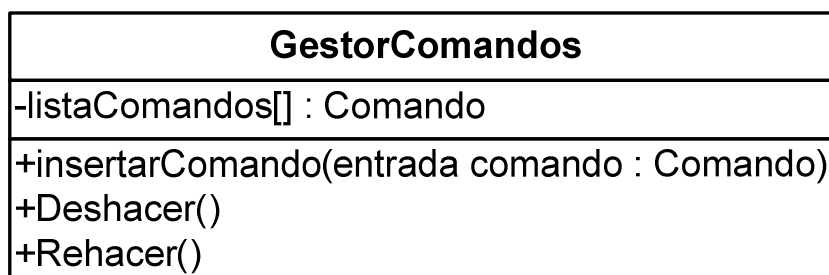 GestorComandos
-listaComandos[] : Comando
+insertarComando(entrada comando : Comando)
+Deshacer()
+Rehacer()